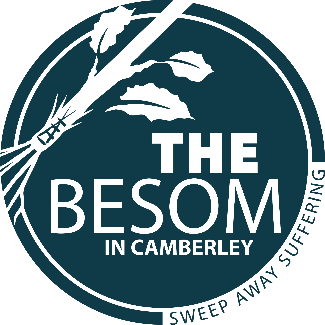 THE
BESOM
IN CAMBERLEY
SWEEP AWAY SUFFERING